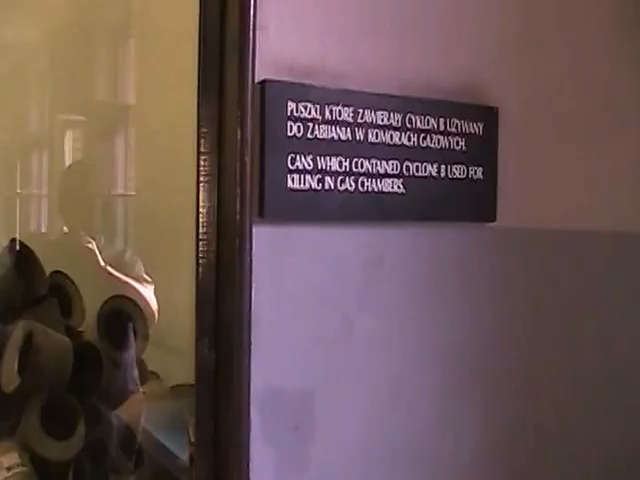 PUSZKI, KTÓRE ZAWIERAŁY CYKLON B UŻYWANY
DO ZABIJANIA W KOMORACH GAZOWYCH.
CANS WHICH CONTAINED CYCLONE B USED FOR
KILLING IN GAS CHAMBERS.